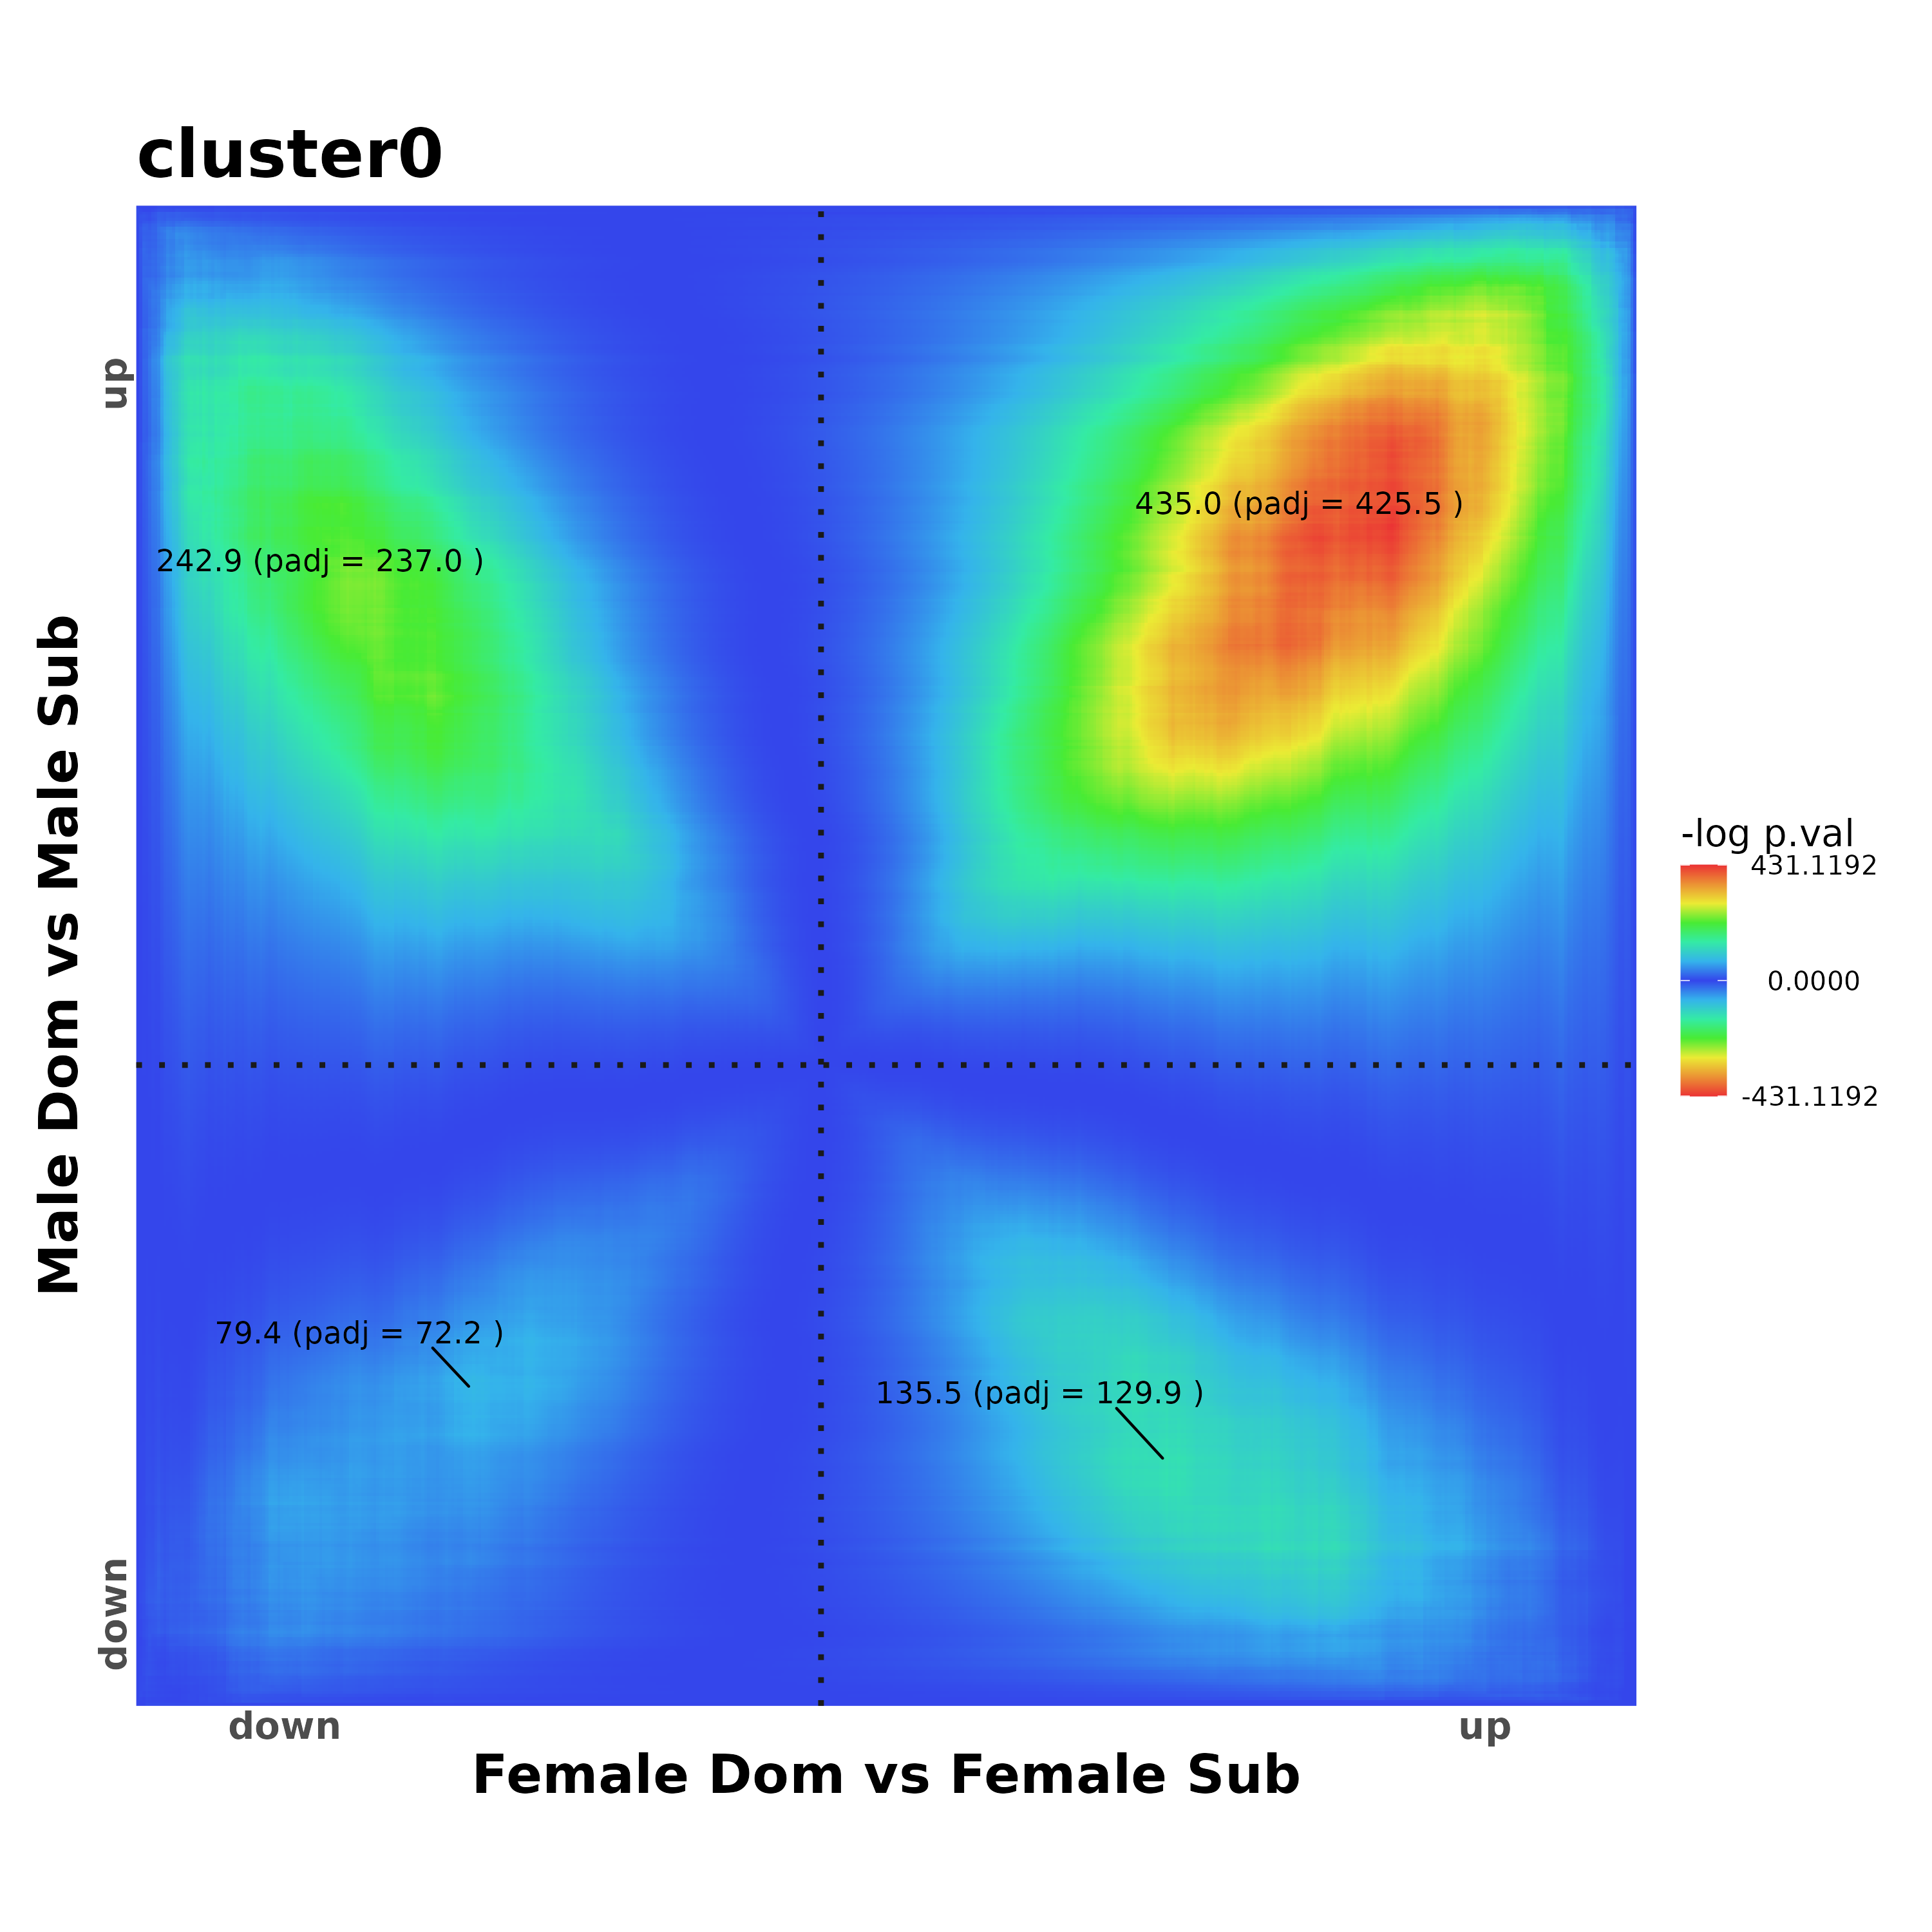 cluster0
up
435.0 (padj = 425.5 )
242.9 (padj = 237.0 )
Male Dom vs Male Sub
-log p.val
431.1192
0.0000
-431.1192
79.4 (padj = 72.2 )
135.5 (padj = 129.9 )
down
down
up
Female Dom vs Female Sub